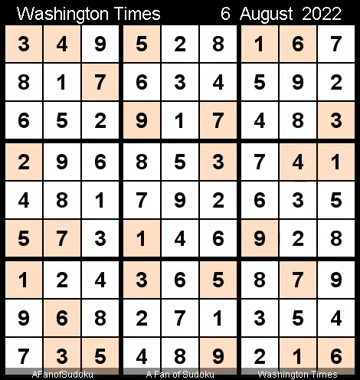 Washington Times 6 August 2022
3 4 9 5 2 8 1 6 7
8 1 7 6 3 4 5 9 2
6 5 2 9 1 7 4 8 3
2 9 6 8 5 3 7 4 1
4 8 1 7 9 2 6 3 5
5 7 3 1 4 6 9 2 8
1 2 4 3 6 5 8 7 9
9 6 8 2 7 1 3 5 4
7 3 5 4 8 9 2 1 6
AFanofSudoku A Fan of Sudoku Washington Times